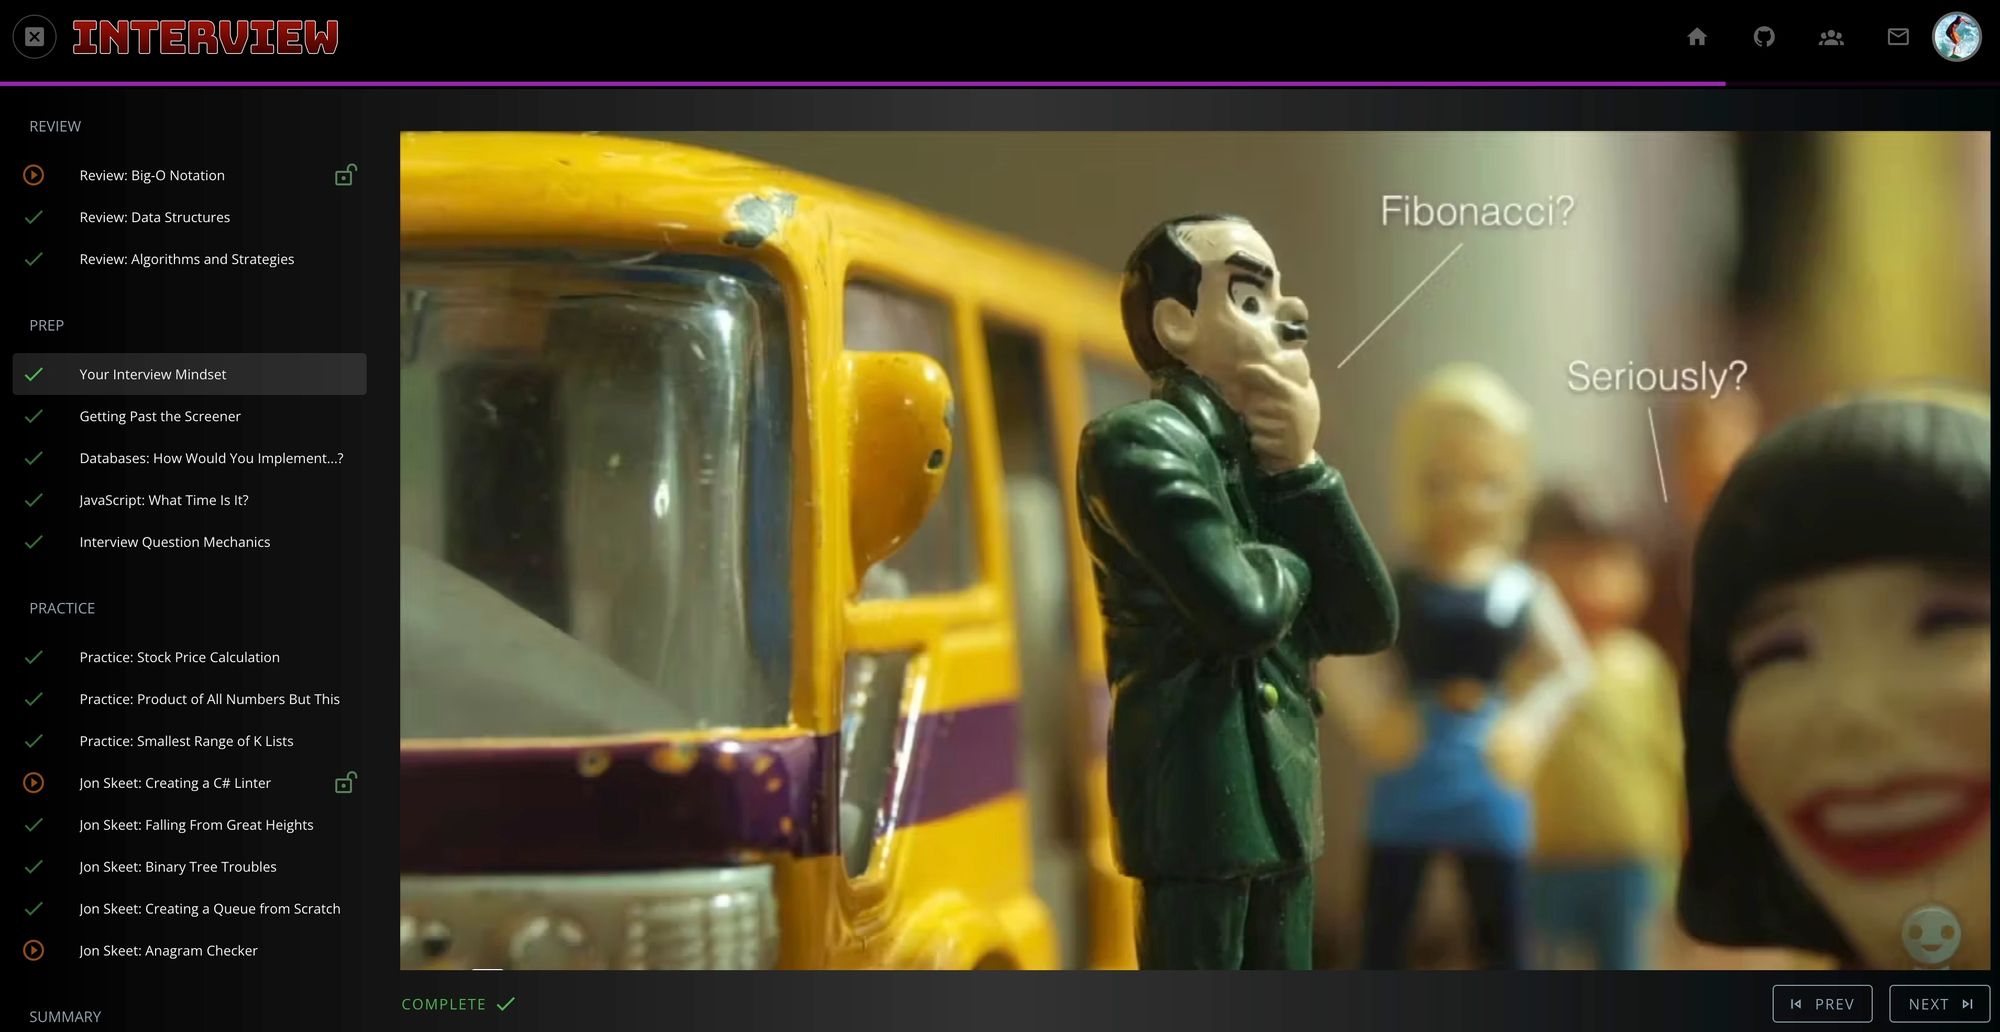 INTERVIEW
REVIEW
Review: Big-O Notation
Review: Data Structures
Review: Algorithms and Strategies
PREP
Your Interview Mindset
Getting Past the Screener
Databases: How Would You Implement...?
JavaScript: What Time Is It?
Interview Question Mechanics
PRACTICE
Practice: Stock Price Calculation
Practice: Product of All Numbers But This
Practice: Smallest Range of K Lists
Jon Skeet: Creating a C# Linter
Jon Skeet: Falling From Great Heights
Jon Skeet: Binary Tree Troubles
Jon Skeet: Creating a Queue from Scratch
Jon Skeet: Anagram Checker
SUMMARY
Fibonacci?
Seriously?
COMPLETE
PREV
NEXT